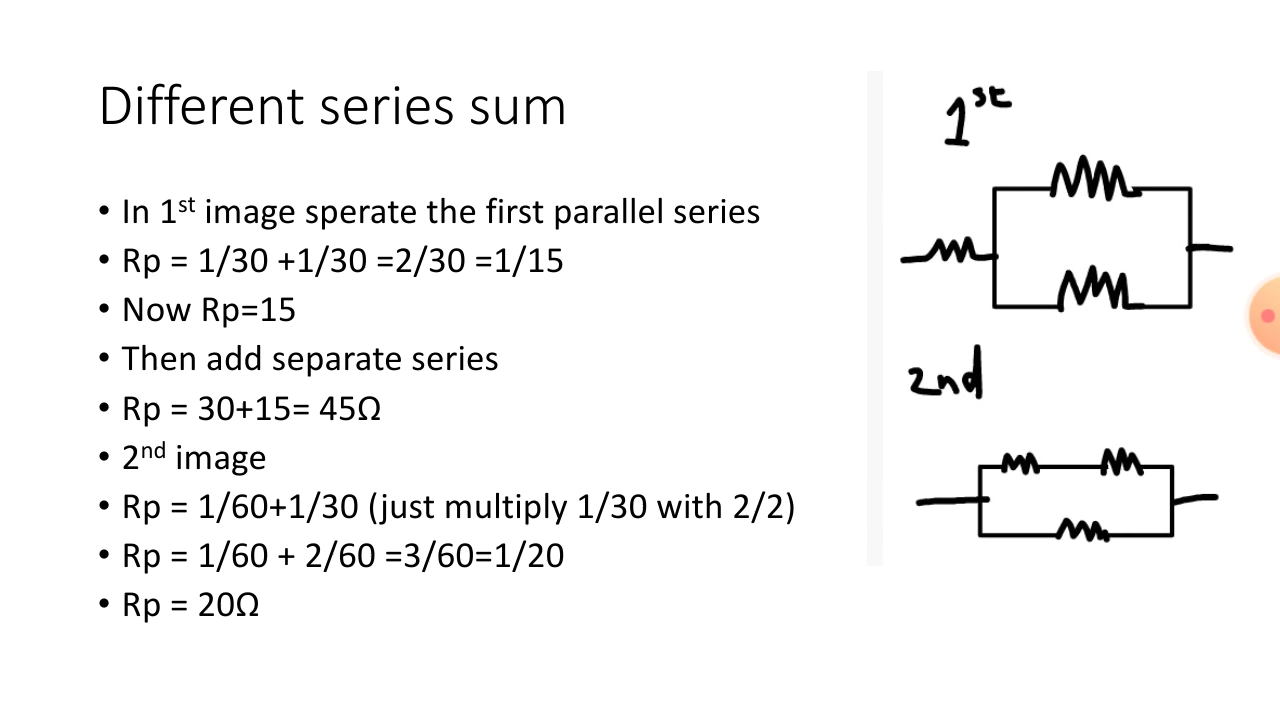 Different series sum
• In 1st image sperate the first parallel series
• Rp = 1/30 +1/30 =2/30 =1/15
• Now Rp=15
• Then add separate series
• Rp = 30+15= 45Ω
• 2nd image
• Rp = 1/60+1/30 (just multiply 1/30 with 2/2)
• Rp = 1/60 + 2/60 =3/60=1/20
• Rp = 20Ω
1st
2nd